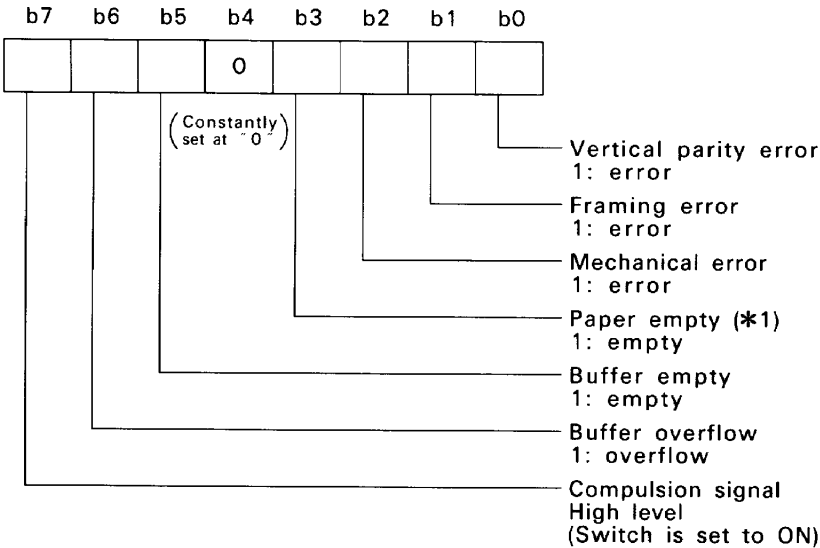 b7 b6 b5 b4 b3 b2 b1 b0
0
(Constantly
set at "0")
Vertical parity error
1: error
Framing error
1: error
Mechanical error
1: error
Paper empty (*1)
1: empty
Buffer empty
1: empty
Buffer overflow
1: overflow
Compulsion signal
High level
(Switch is set to ON)